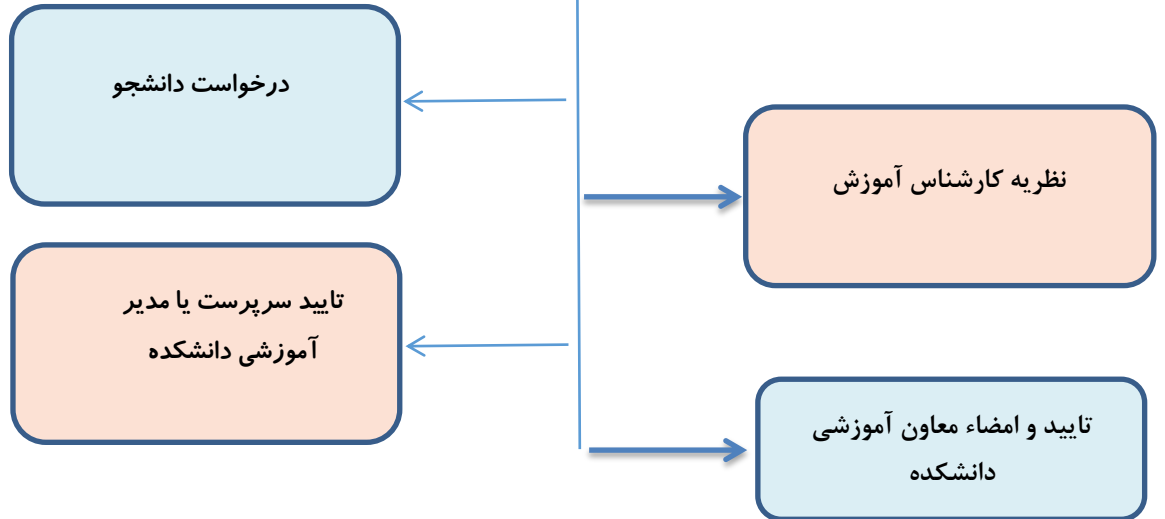 درخواست دانشجو
نظریه کارشناس آموزش
تایید سرپرست یا مدیر
آموزشی دانشکده
تایید و امضاء معاون آموزشی
دانشکده